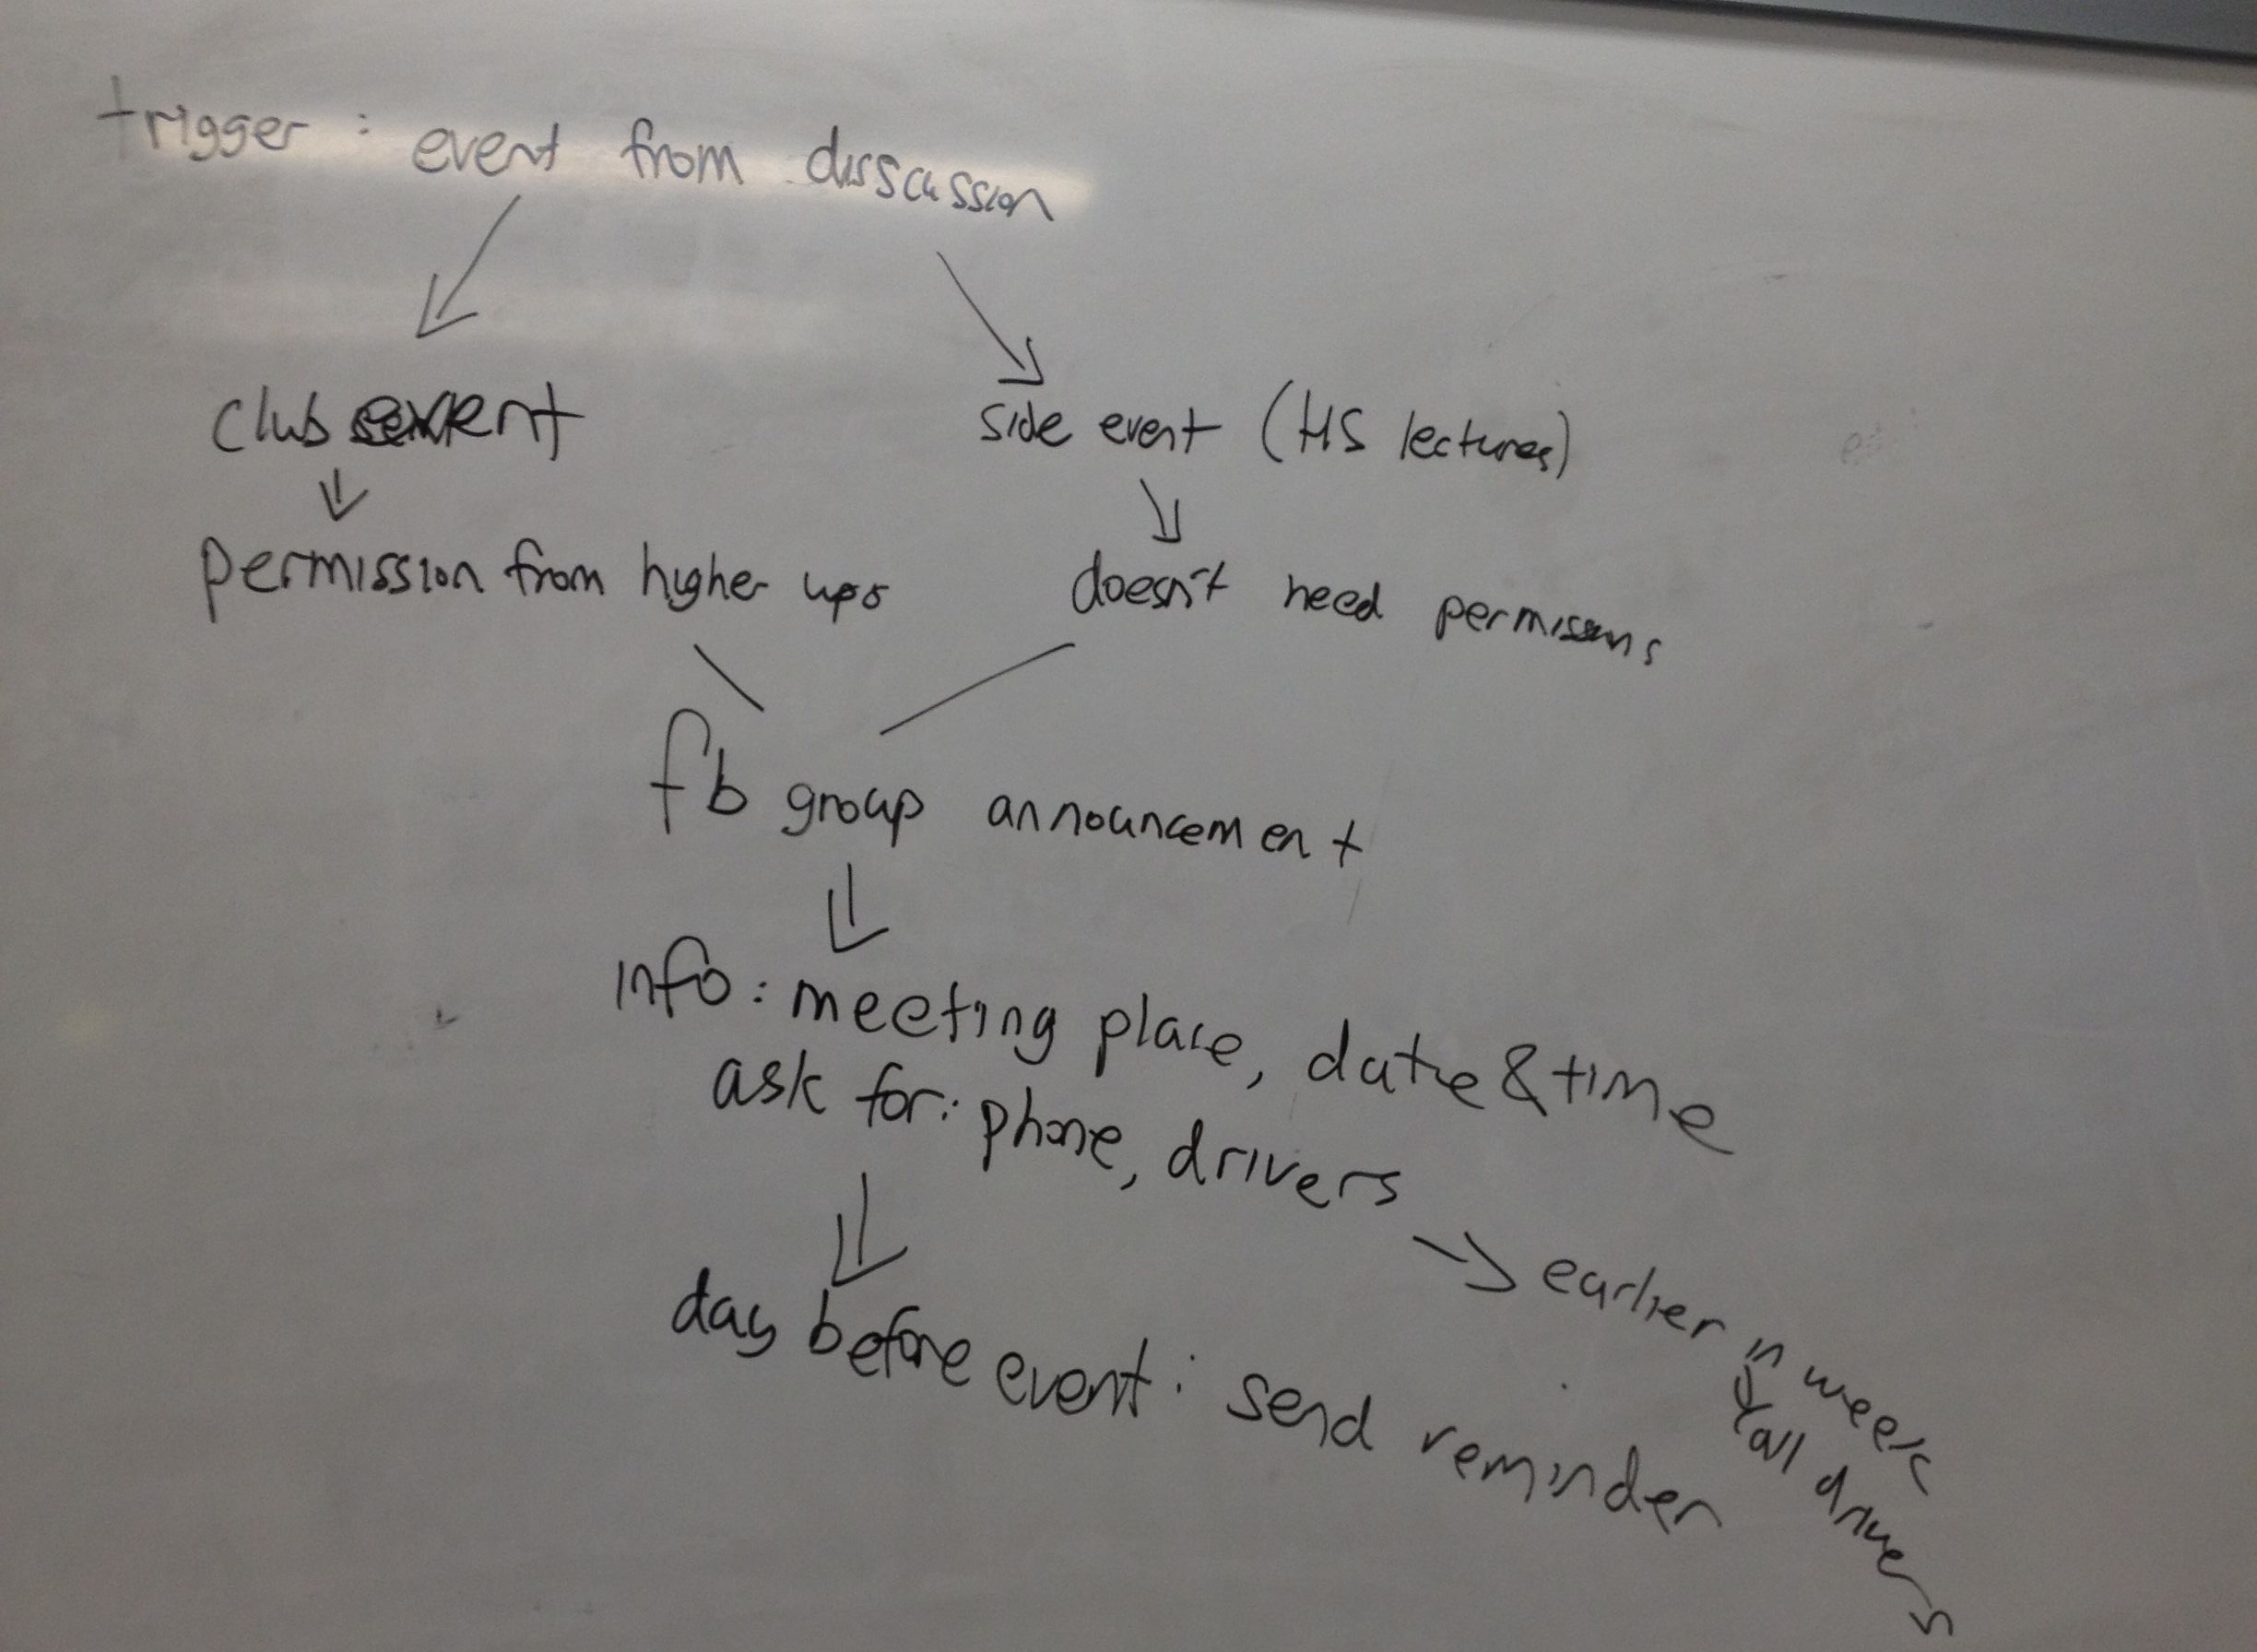 trigger : event from disscussion
club event
side event (HS lectures)
permission from higher ups
doesn't need permissions
fb group announcement
info : meeting place, date & time
ask for: phone, drivers
earlier in week
call drivers
day before event : send reminder